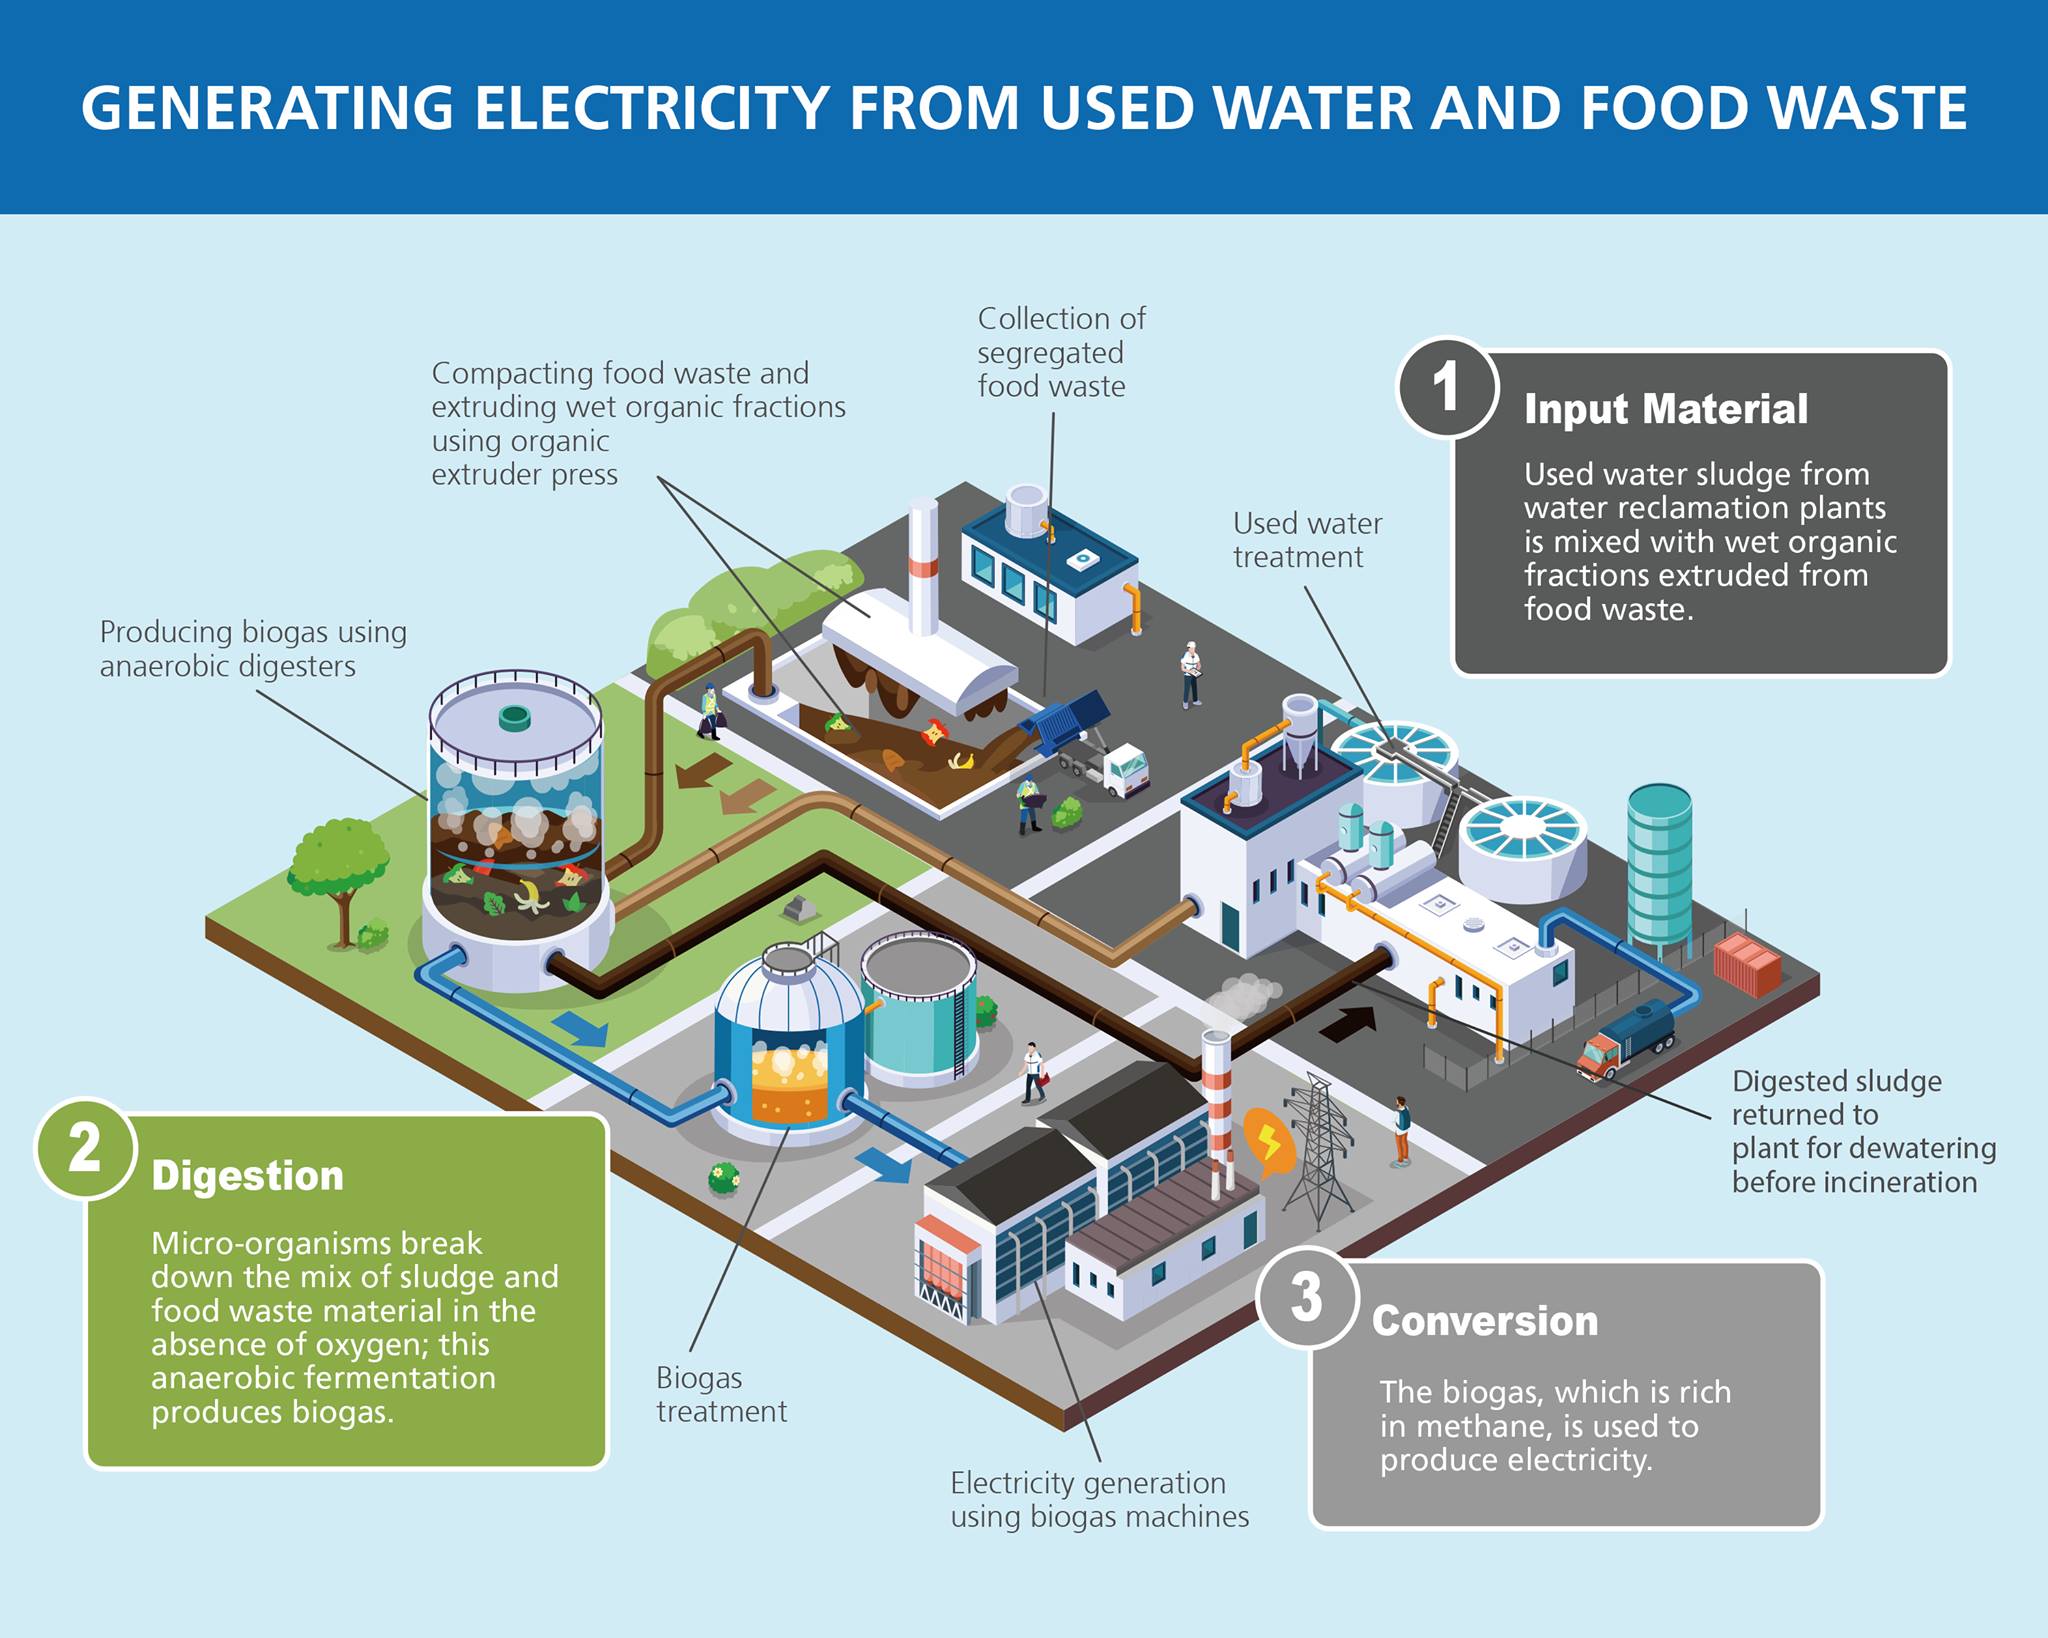 GENERATING ELECTRICITY FROM USED WATER AND FOOD WASTE
Collection of
segregated
food waste
Compacting food waste and
extruding wet organic fractions
using organic
extruder press
1
Input Material
Used water sludge from
water reclamation plants
is mixed with wet organic
fractions extruded from
food waste.
Used water
treatment
Producing biogas using
anaerobic digesters
Digested sludge
returned to
plant for dewatering
before incineration
2
Digestion
Micro-organisms break
down the mix of sludge and
food waste material in the
absence of oxygen; this
anaerobic fermentation
produces biogas.
3
Conversion
The biogas, which is rich
in methane, is used to
produce electricity.
Biogas
treatment
Electricity generation
using biogas machines